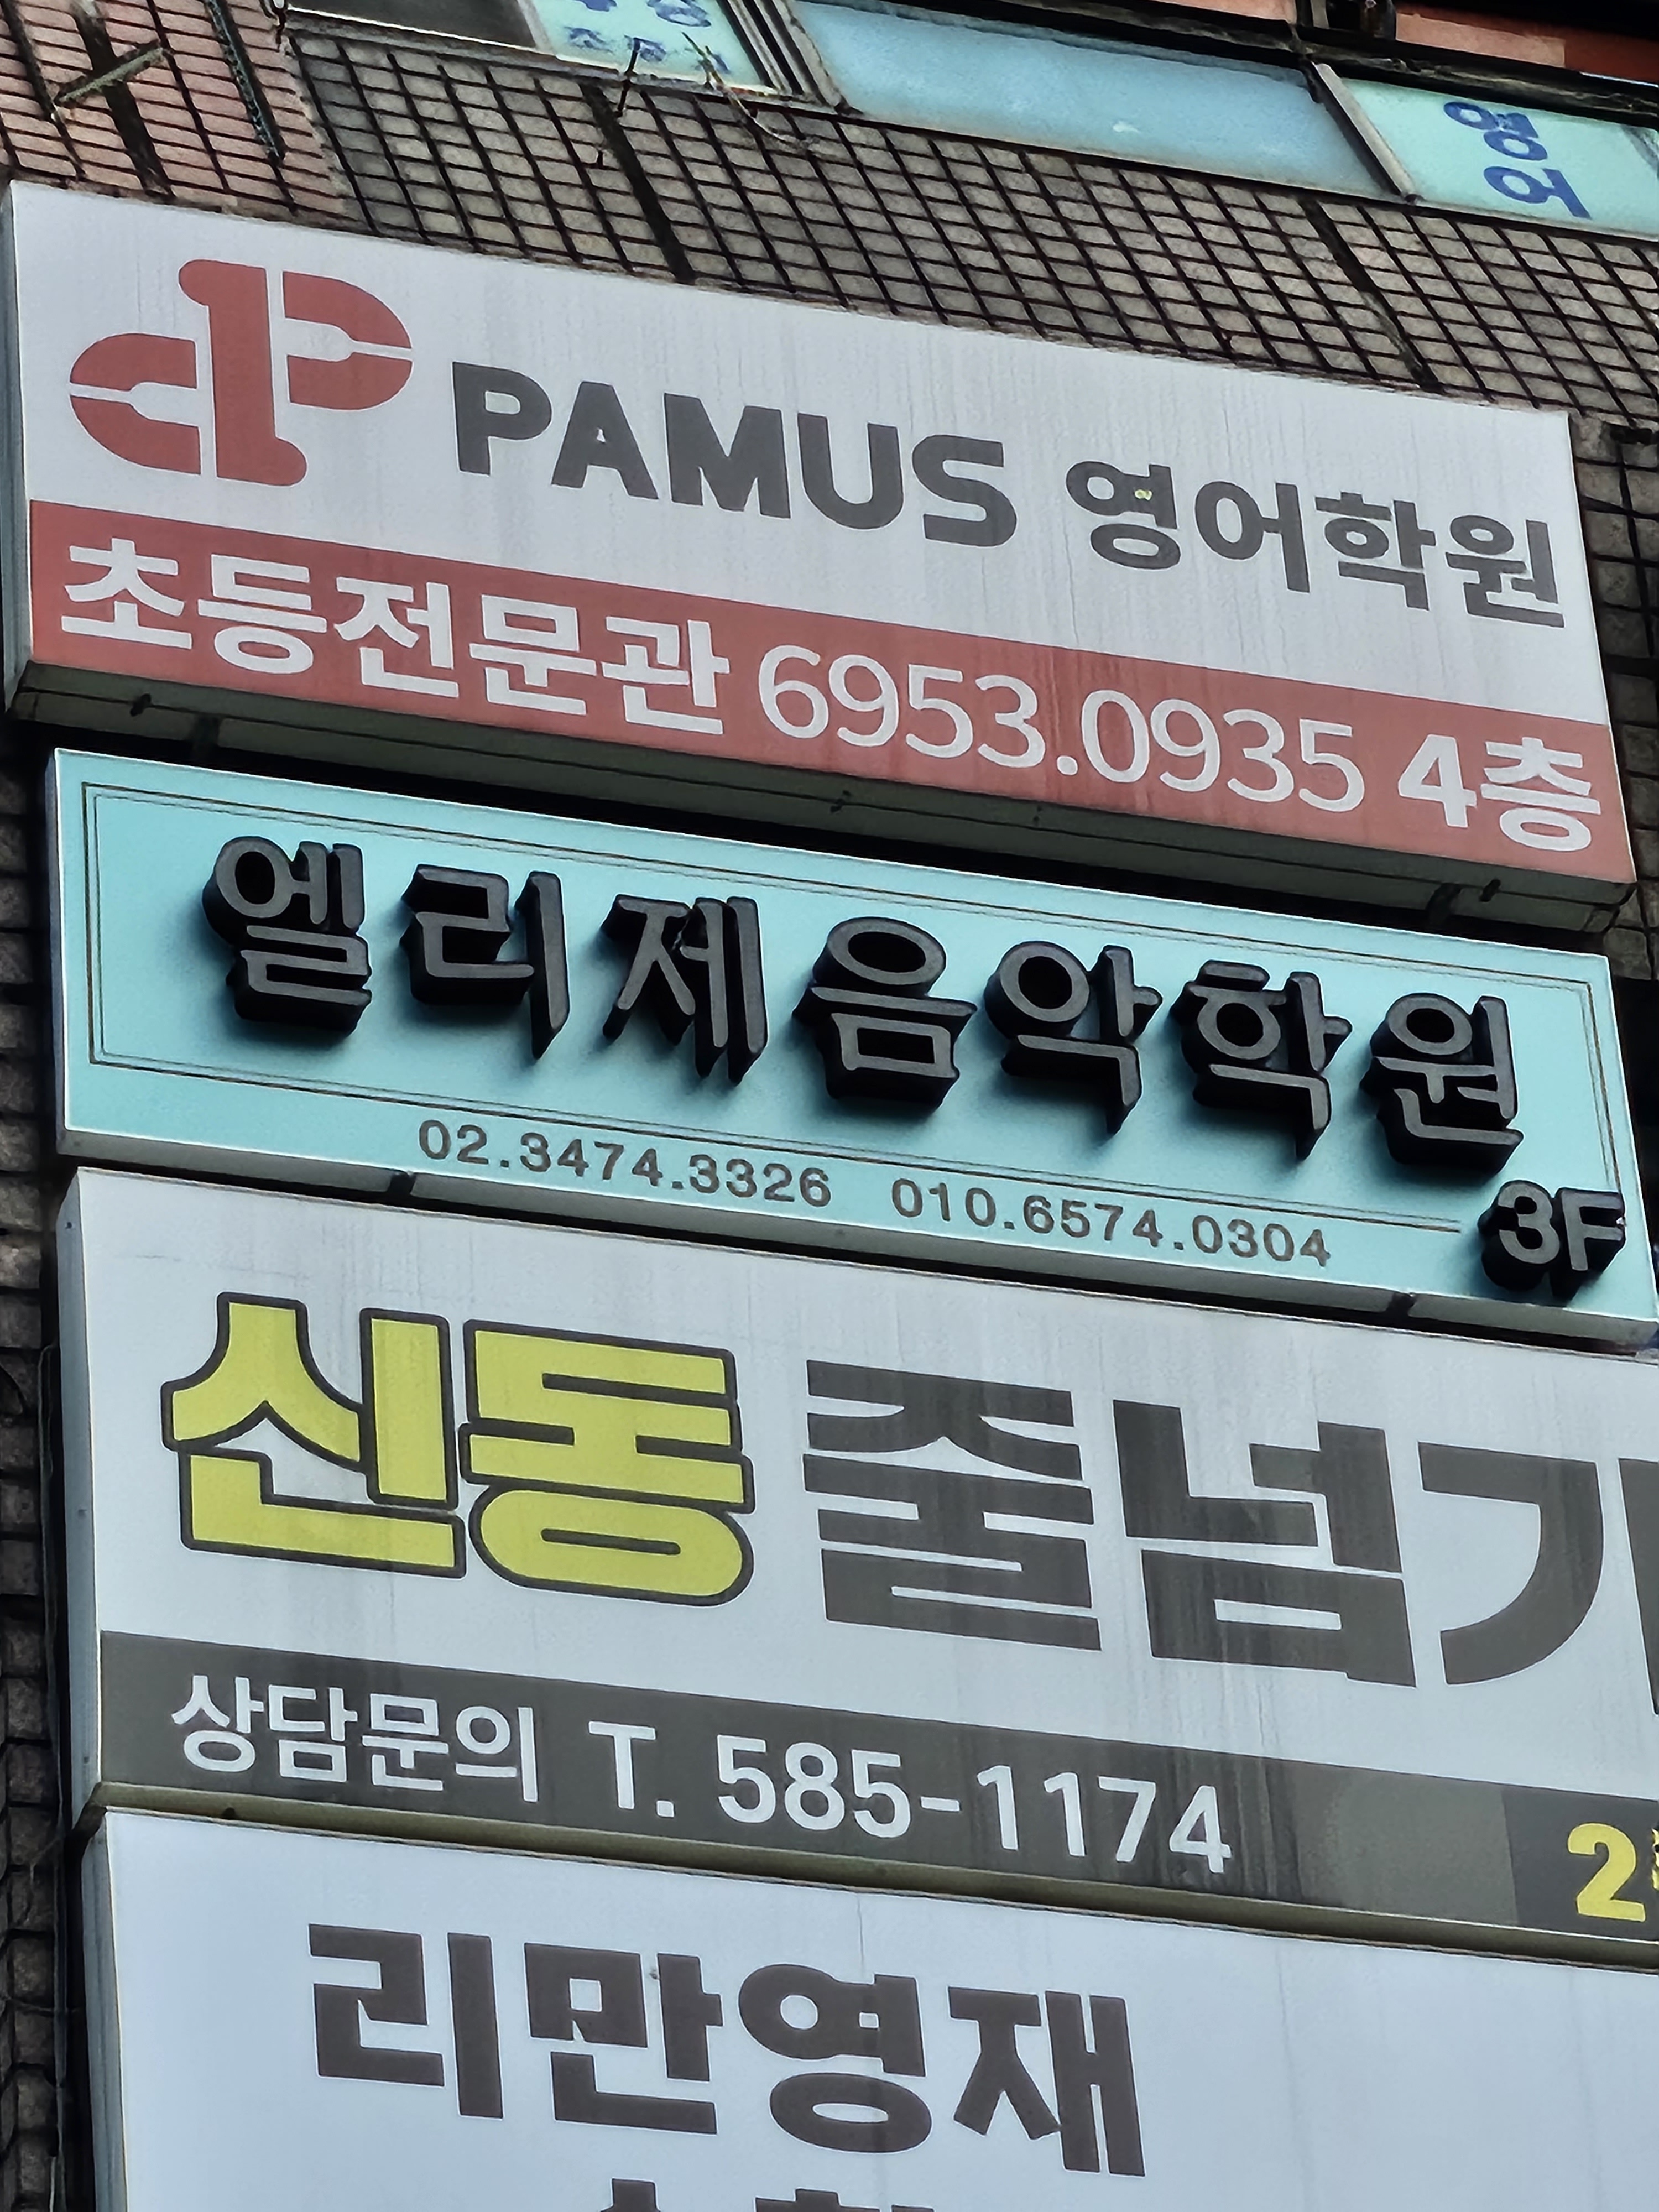 영어
PAMUS 영어학원
초등전문관 6953.0935 4층
엘리제음악학원
02.3474.3326 010.6574.0304
3F
신동 줄넘기
상담문의 T. 585-1174
리만영재